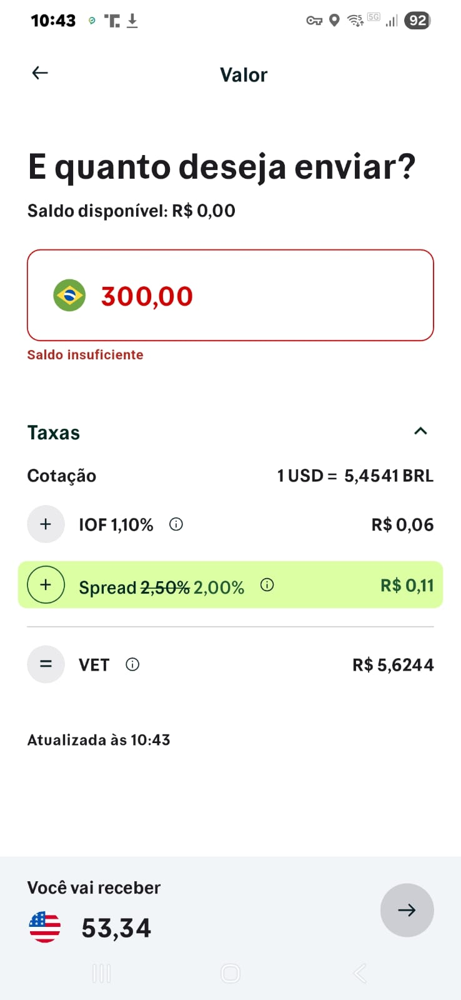 10:43
5G
92
Valor
E quanto deseja enviar?
Saldo disponível: R$ 0,00
300,00
Saldo insuficiente
Taxas
Cotação 1 USD = 5,4541 BRL
IOF 1,10% R$ 0,06
Spread 2,50% 2,00% R$ 0,11
VET R$ 5,6244
Atualizada às 10:43
Você vai receber
53,34